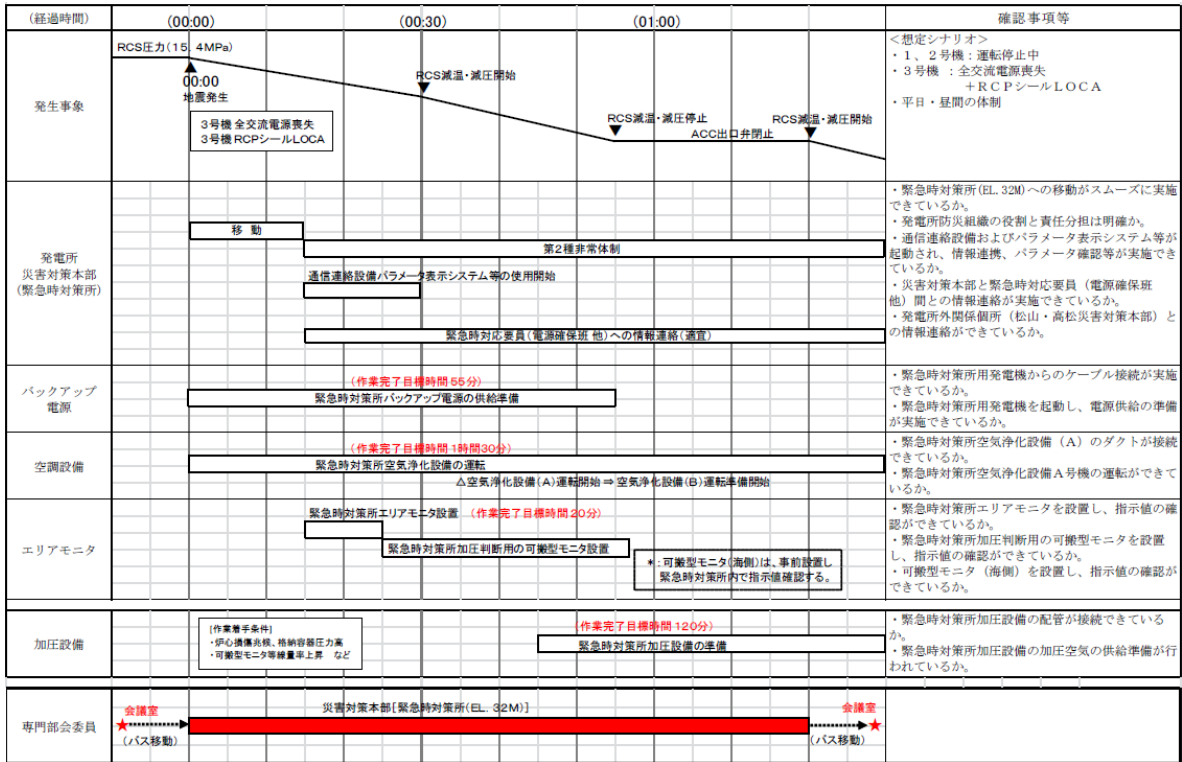 (経過時間)
(00:00)
(00:30)
(01:00)
確認事項等
発生事象
RCS圧力(15．4MPa)
00:00
地震発生
3号機 全交流電源喪失
3号機 RCPシールLOCA
RCS減温・減圧開始
RCS減温・減圧停止
ACC出口弁閉止
RCS減温・減圧開始
＜想定シナリオ＞
・１、２号機：運転停止中
・３号機　：全交流電源喪失
＋ＲＣＰシールＬＯＣＡ
・平日・昼間の体制
発電所
災害対策本部
(緊急時対策所)
移　動
第2種非常体制
通信連絡設備パラメータ表示システム等の使用開始
緊急時対応要員(電源確保班 他)への情報連絡(適宜)
・緊急時対策所(EL.32M)への移動がスムーズに実施
できているか。
・発電所防災組織の役割と責任分担は明確か。
・通信連絡設備およびパラメータ表示システム等が
起動され、情報連携、パラメータ確認等が実施でき
ているか。
・災害対策本部と緊急時対応要員（電源確保班
他）間との情報連絡が実施できているか。
・発電所外関係個所（松山・高松災害対策本部）と
の情報連絡ができているか。
バックアップ
電源
(作業完了目標時間 55分)
緊急時対策所バックアップ電源の供給準備
・緊急時対策所用発電機からのケーブル接続が実施
できているか。
・緊急時対策所用発電機を起動し、電源供給の準備
が実施できているか。
空調設備
(作業完了目標時間 1時間30分)
緊急時対策所空気浄化設備の運転
△空気浄化設備(A)運転開始 ⇒ 空気浄化設備(B)運転準備開始
・緊急時対策所空気浄化設備（A）のダクトが接続
できているか。
・緊急時対策所空気浄化設備Ａ号機の運転ができて
いるか。
エリアモニタ
緊急時対策所エリアモニタ設置　(作業完了目標時間 20分)
緊急時対策所加圧判断用の可搬型モニタ設置
＊：可搬型モニタ(海側)は、事前設置し
緊急時対策所内で指示値確認する。
・緊急時対策所エリアモニタを設置し、指示値の確
認ができているか。
・緊急時対策所加圧判断用の可搬型モニタを設置
し、指示値の確認ができているか。
・可搬型モニタ（海側）を設置し、指示値の確認が
できているか。
加圧設備
[作業着手条件]
・炉心損傷兆候、格納容器圧力高
・可搬型モニタ等線量率上昇　など
(作業完了目標時間 120分)
緊急時対策所加圧設備の準備
・緊急時対策所加圧設備の配管が接続できている
か。
・緊急時対策所加圧設備の加圧空気の供給準備が行
われているか。
専門部会委員
会議室
(バス移動)
災害対策本部[緊急時対策所(EL．32M)]
会議室
(バス移動)